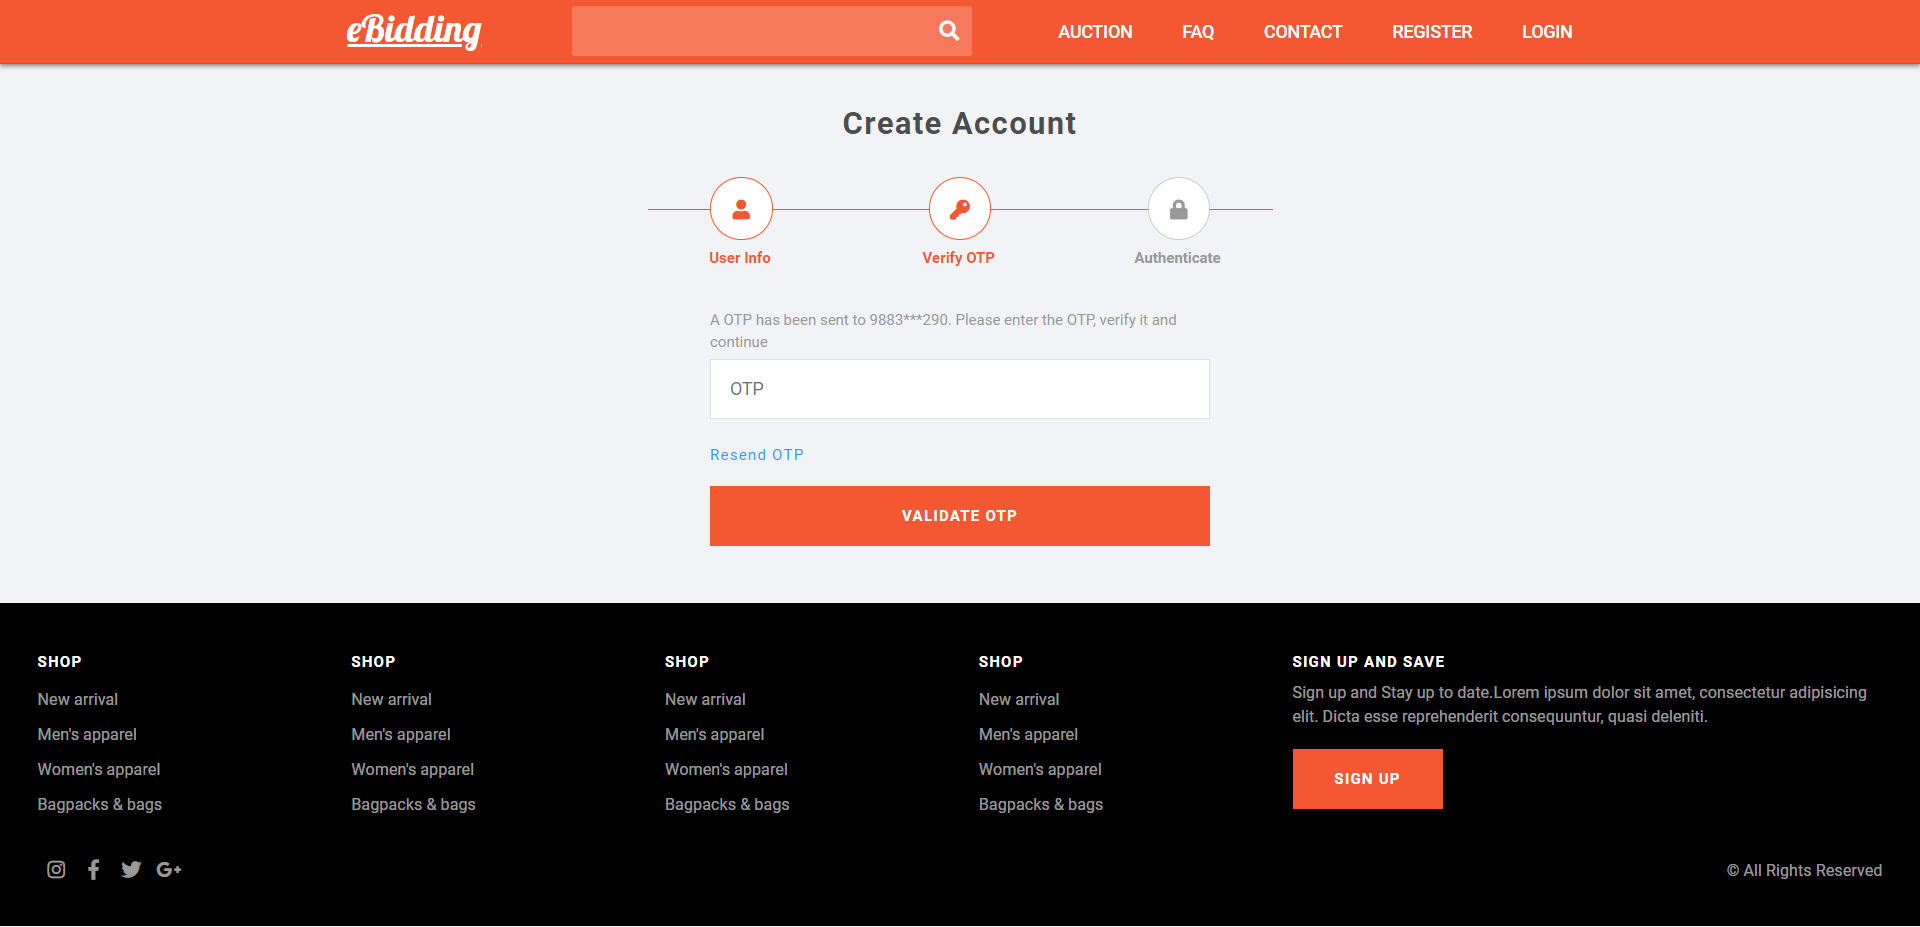 eBidding
AUCTION FAQ CONTACT REGISTER LOGIN
Create Account
User Info Verify OTP Authenticate
A OTP has been sent to 9883***290. Please enter the OTP, verify it and
continue
OTP
Resend OTP
VALIDATE OTP
SHOP
New arrival
Men's apparel
Women's apparel
Bagpacks & bags
SHOP
New arrival
Men's apparel
Women's apparel
Bagpacks & bags
SHOP
New arrival
Men's apparel
Women's apparel
Bagpacks & bags
SHOP
New arrival
Men's apparel
Women's apparel
Bagpacks & bags
SIGN UP AND SAVE
Sign up and Stay up to date.Lorem ipsum dolor sit amet, consectetur adipisicing
elit. Dicta esse reprehenderit consequuntur, quasi deleniti.
SIGN UP
© All Rights Reserved